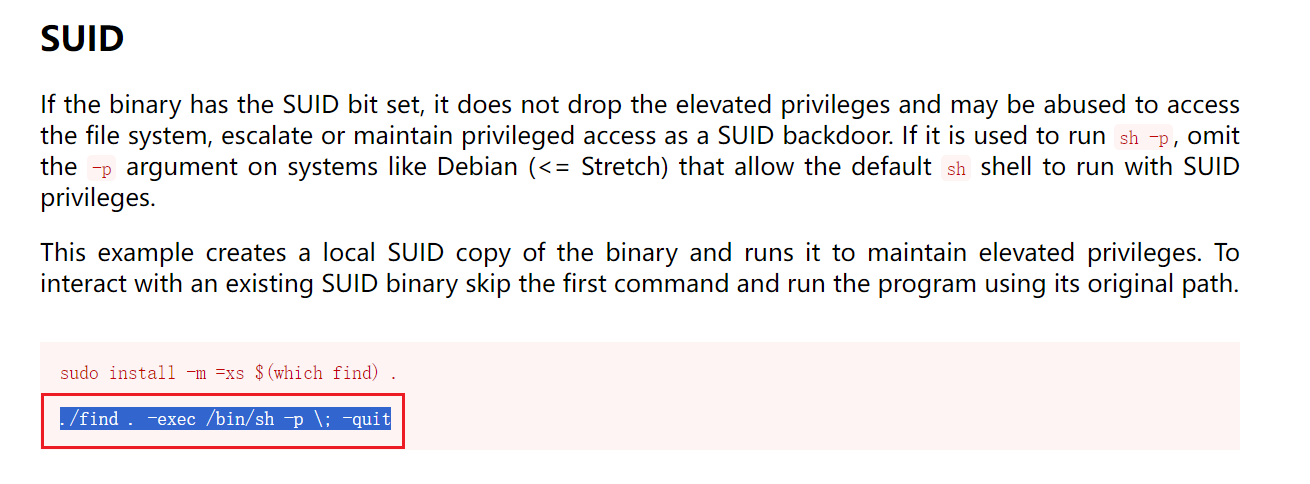 SUID
If the binary has the SUID bit set, it does not drop the elevated privileges and may be abused to access
the file system, escalate or maintain privileged access as a SUID backdoor. If it is used to run sh -p, omit
the -p argument on systems like Debian (<= Stretch) that allow the default sh shell to run with SUID
privileges.
This example creates a local SUID copy of the binary and runs it to maintain elevated privileges. To
interact with an existing SUID binary skip the first command and run the program using its original path.
sudo install -m =xs $(which find) .
./find . -exec /bin/sh -p \; -quit